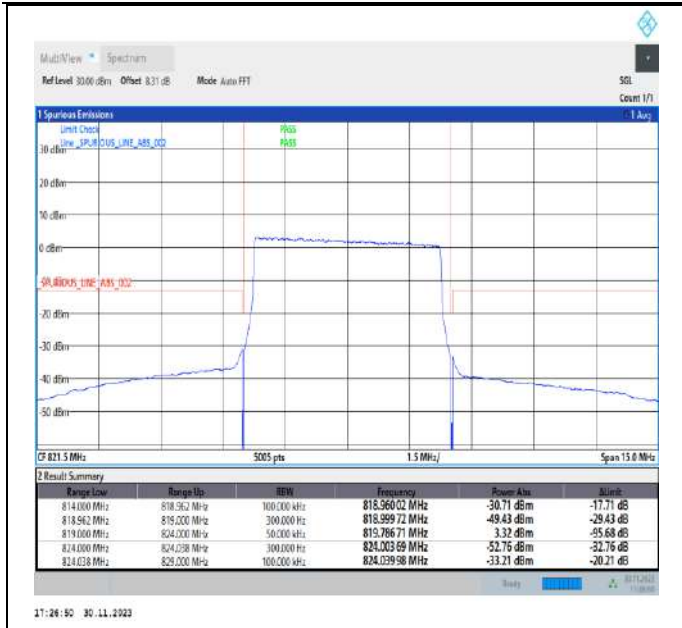 MultiView Spectrum
Ref Level 30.00 dBm Offset 8.31 dB Mode Auto FFT SGL
Count 1/1
1 Spurious Emissions 1 Avg
Limit Check PASS
30 dBm Line _SPURIOUS_LINE_ABS_002 PASS
20 dBm
10 dBm
0 dBm
_SPURIOUS_LINE_ABS_002
-20 dBm
-30 dBm
-40 dBm
-50 dBm
CF 821.5 MHz 5005 pts 1.5 MHz/ Span 15.0 MHz
2 Result Summary
Range Low Range Up RBW Frequency Power Abs ΔLimit
814.000 MHz 818.962 MHz 100.000 kHz 818.96002 MHz -30.71 dBm -17.71 dB
818.962 MHz 819.000 MHz 300.000 Hz 818.99972 MHz -49.43 dBm -29.43 dB
819.000 MHz 824.000 MHz 50.000 kHz 819.78671 MHz 3.32 dBm -95.68 dB
824.000 MHz 824.038 MHz 300.000 Hz 824.00369 MHz -52.76 dBm -32.76 dB
824.038 MHz 829.000 MHz 100.000 kHz 824.03998 MHz -33.21 dBm -20.21 dB
Ready
17:26:50 30.11.2023